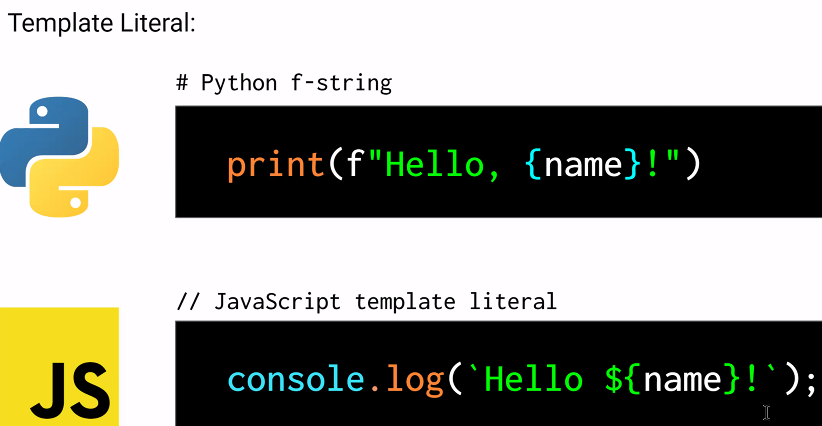 Template Literal:
# Python f-string
print(f"Hello, {name}!")
// JavaScript template literal
JS
console.log(`Hello ${name}!`);